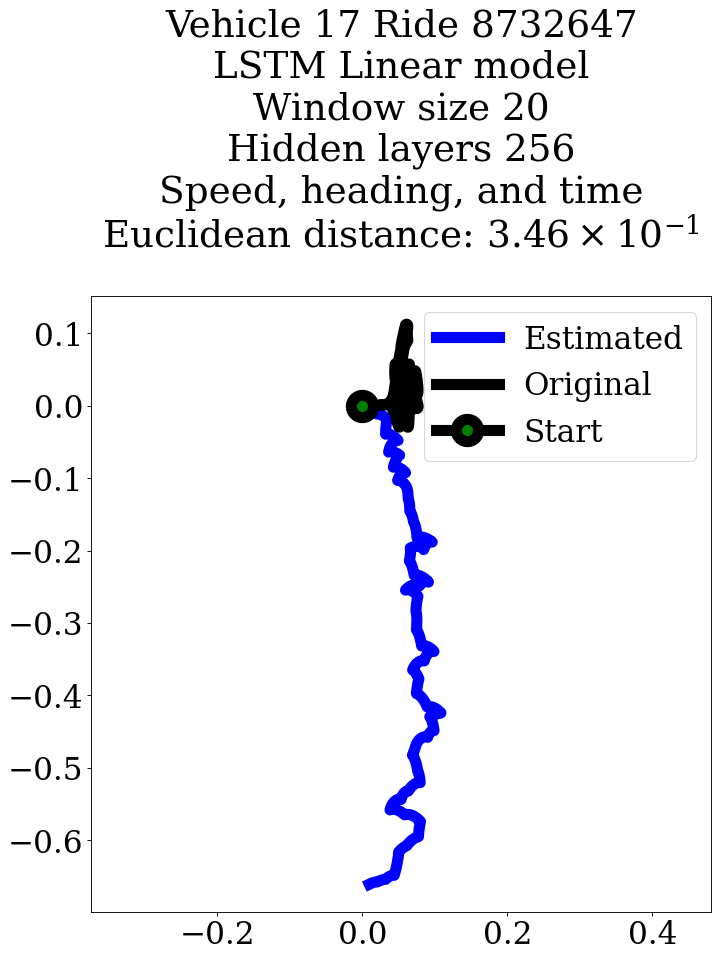 Vehicle 17 Ride 8732647
LSTM Linear model
Window size 20
Hidden layers 256
Speed, heading, and time
Euclidean distance: 3.46 × 10⁻¹
Estimated
Original
Start
0.1
0.0
−0.1
−0.2
−0.3
−0.4
−0.5
−0.6
−0.2 0.0 0.2 0.4